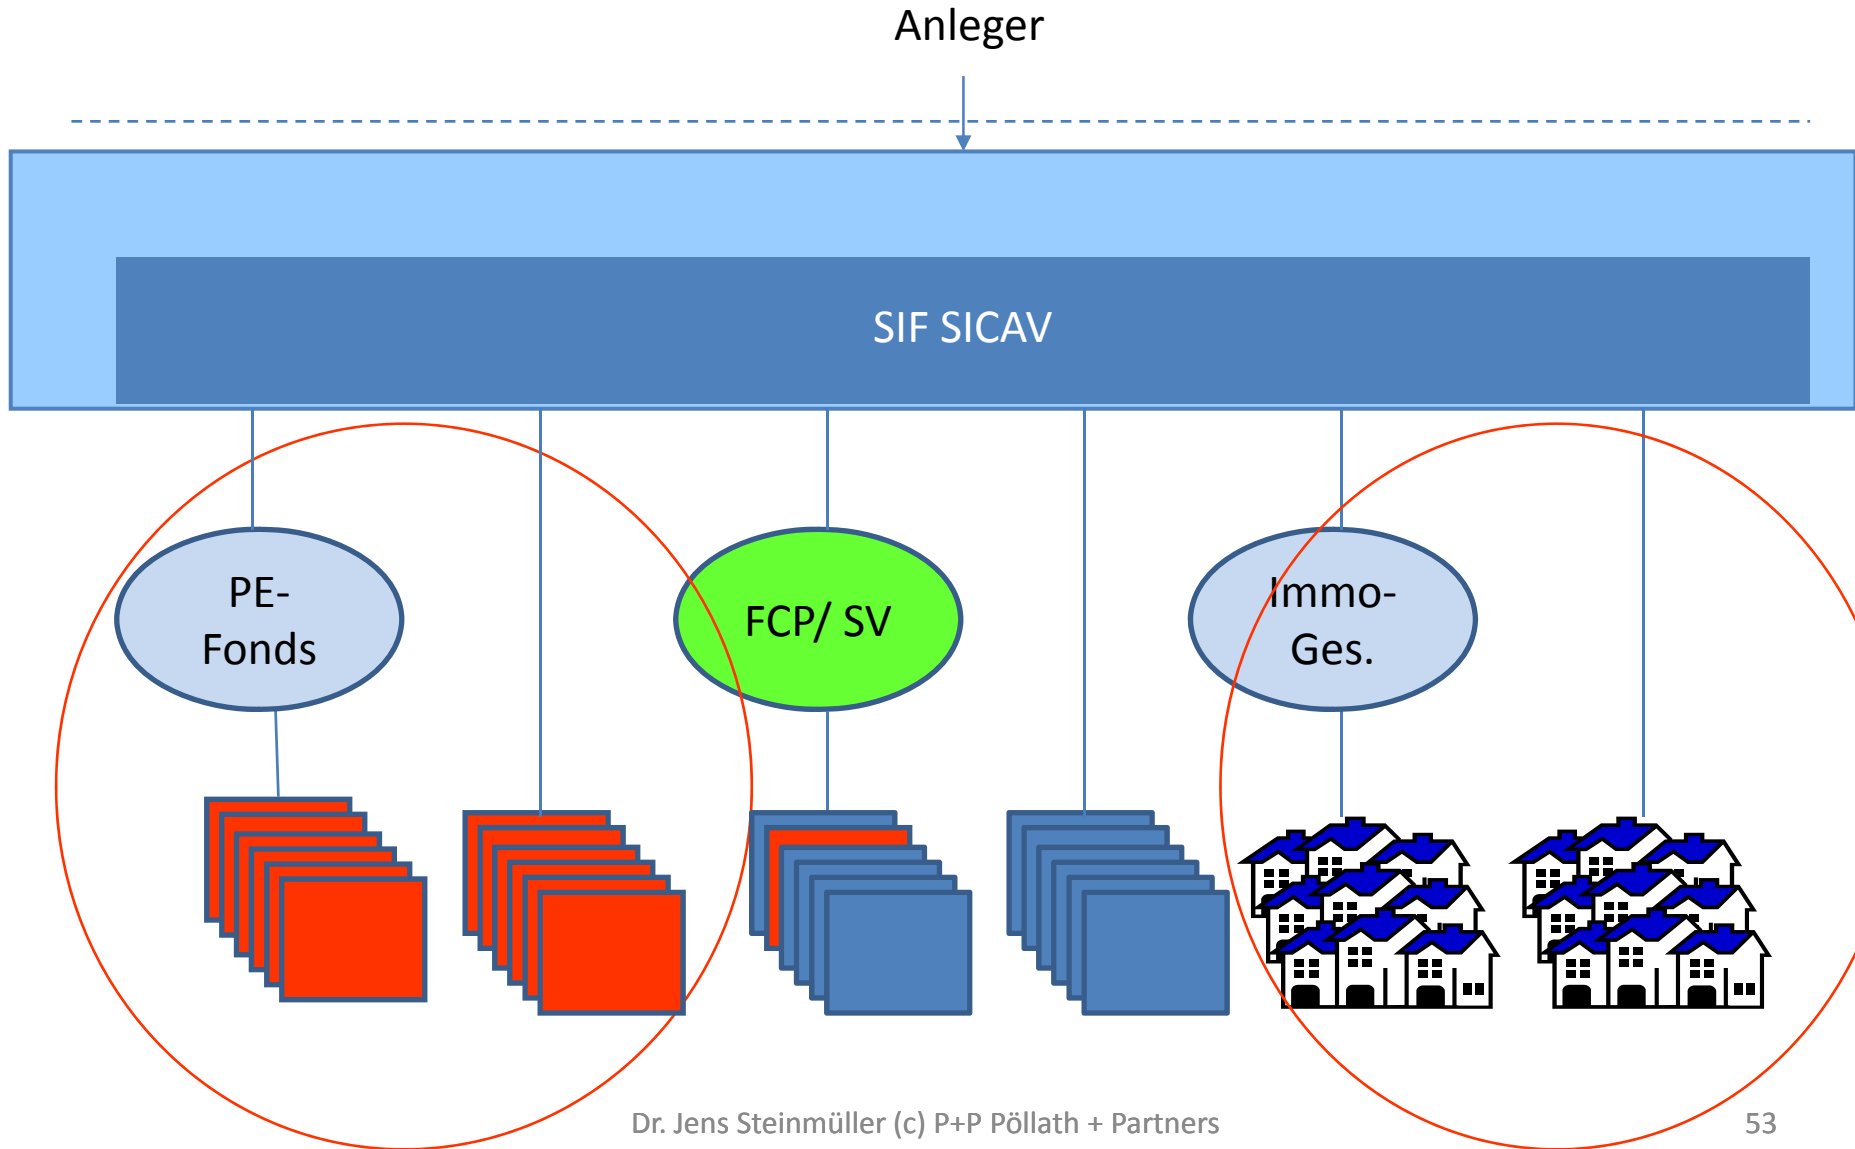 Anleger
SIF SICAV
PE-
Fonds
FCP/ SV
Immo-
Ges.
Dr. Jens Steinmüller (c) P+P Pöllath + Partners
53